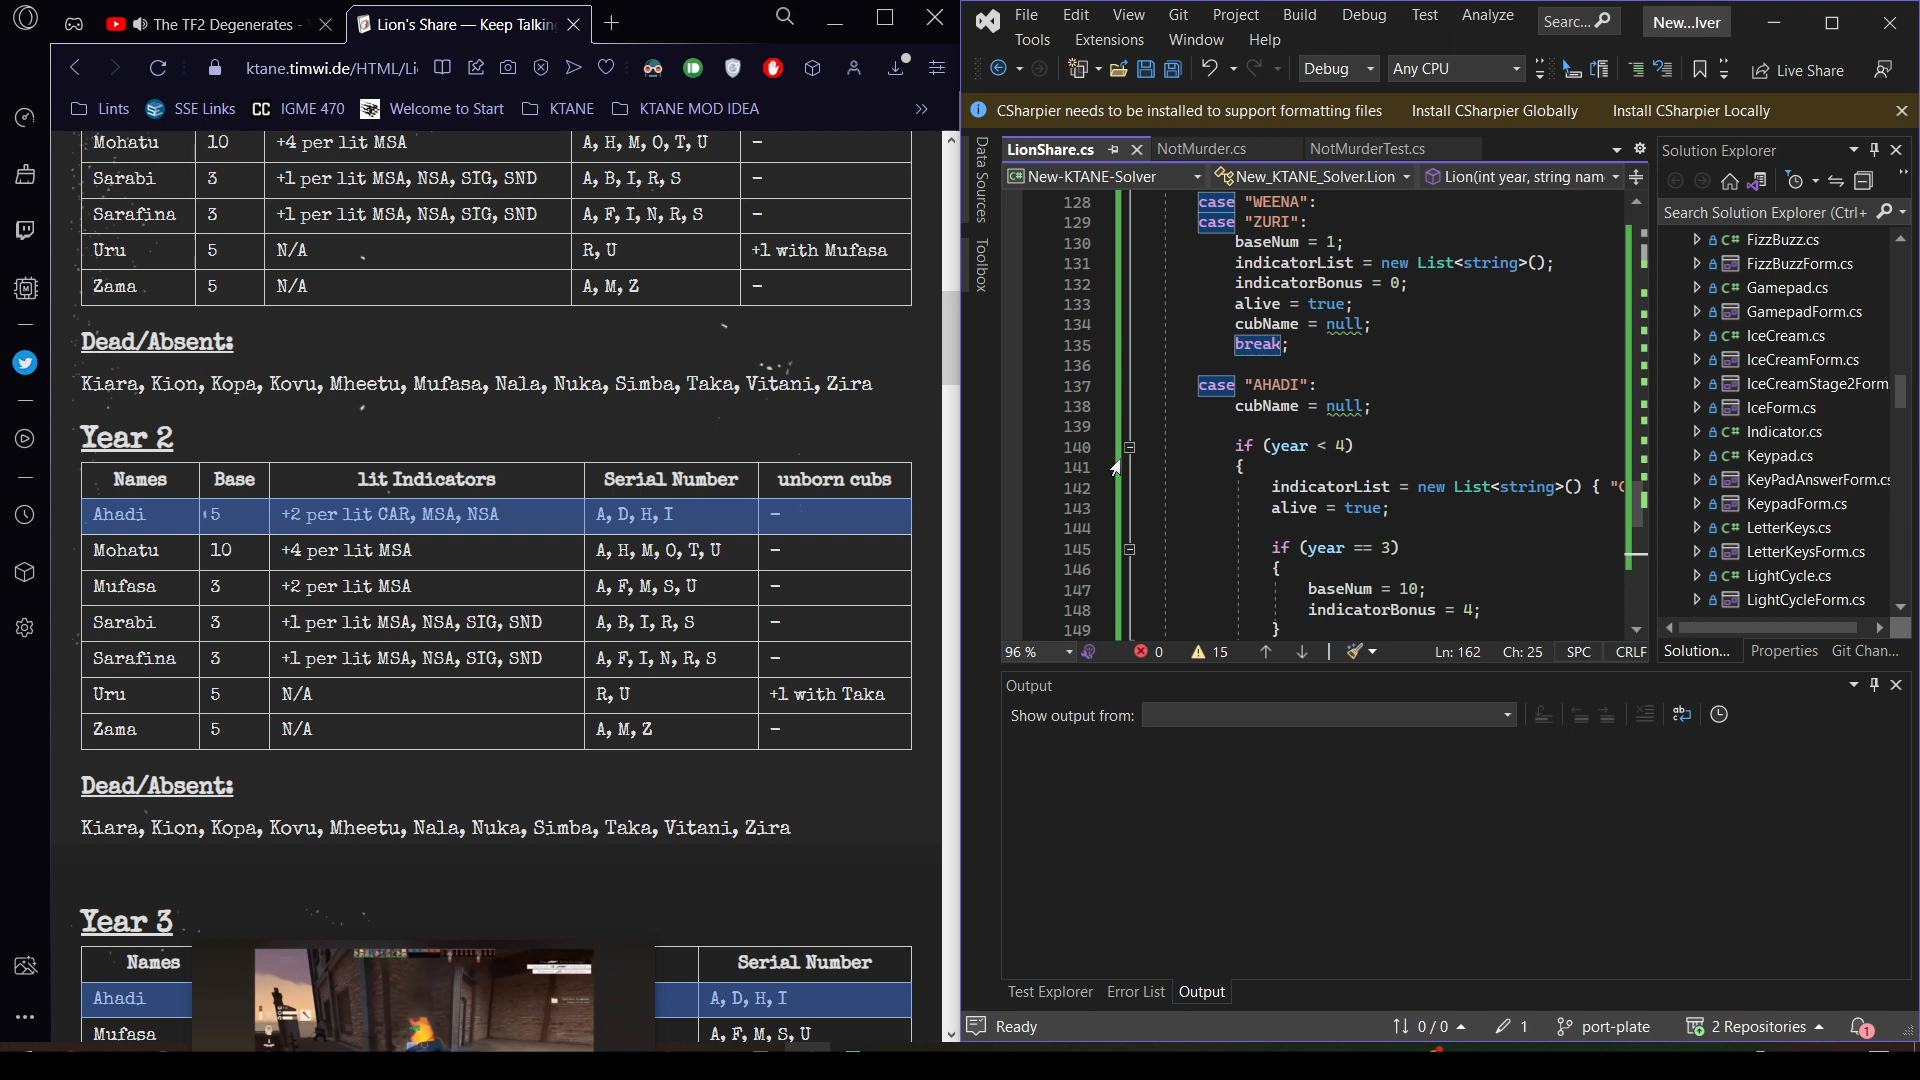 The TF2 Degenerates -
Lion's Share — Keep Talkin
ktane.timwi.de/HTML/Li
Lints
SSE Links
CC
IGME 470
Welcome to Start
KTANE
KTANE MOD IDEA
»
Mohatu 10 +4 per lit MSA A, H, M, O, T, U -
Sarabi 3 +1 per lit MSA, NSA, SIG, SND A, B, I, R, S -
Sarafina 3 +1 per lit MSA, NSA, SIG, SND A, F, I, N, R, S -
Uru 5 N/A R, U +1 with Mufasa
Zama 5 N/A A, M, Z -
Dead/Absent:
Kiara, Kion, Kopa, Kovu, Mheetu, Mufasa, Nala, Nuka, Simba, Taka, Vitani, Zira
Year 2
Names Base lit Indicators Serial Number unborn cubs
Ahadi 5 +2 per lit CAR, MSA, NSA A, D, H, I -
Mohatu 10 +4 per lit MSA A, H, M, O, T, U -
Mufasa 3 +2 per lit MSA A, F, M, S, U -
Sarabi 3 +1 per lit MSA, NSA, SIG, SND A, B, I, R, S -
Sarafina 3 +1 per lit MSA, NSA, SIG, SND A, F, I, N, R, S -
Uru 5 N/A R, U +1 with Taka
Zama 5 N/A A, M, Z -
Dead/Absent:
Kiara, Kion, Kopa, Kovu, Mheetu, Nala, Nuka, Simba, Taka, Vitani, Zira
Year 3
Names Serial Number
Ahadi A, D, H, I
Mufasa A, F, M, S, U
File Edit View Git Project Build Debug Test Analyze
Tools Extensions Window Help
Searc...
New...lver
Debug
Any CPU
Live Share
CSharpier needs to be installed to support formatting files Install CSharpier Globally Install CSharpier Locally
Data Sources
Toolbox
LionShare.cs
NotMurder.cs
NotMurderTest.cs
C# New-KTANE-Solver
New_KTANE_Solver.Lion
Lion(int year, string nam
128 case "WEENA":
129 case "ZURI":
130 baseNum = 1;
131 indicatorList = new List<string>();
132 indicatorBonus = 0;
133 alive = true;
134 cubName = null;
135 break;
136
137 case "AHADI":
138 cubName = null;
139
140 if (year < 4)
141 {
142 indicatorList = new List<string>() { "C
143 alive = true;
144
145 if (year == 3)
146 {
147 baseNum = 10;
148 indicatorBonus = 4;
149 }
96 %
0
15
Ln: 162 Ch: 25 SPC CRLF
Solution Explorer
Search Solution Explorer (Ctrl+
C# FizzBuzz.cs
FizzBuzzForm.cs
C# Gamepad.cs
GamepadForm.cs
C# IceCream.cs
IceCreamForm.cs
IceCreamStage2Form
IceForm.cs
C# Indicator.cs
C# Keypad.cs
KeyPadAnswerForm.cs
KeypadForm.cs
C# LetterKeys.cs
LetterKeysForm.cs
C# LightCycle.cs
LightCycleForm.cs
Solution... Properties Git Chan...
Output
Show output from:
Test Explorer Error List Output
Ready
0 / 0
1
port-plate
2 Repositories
1